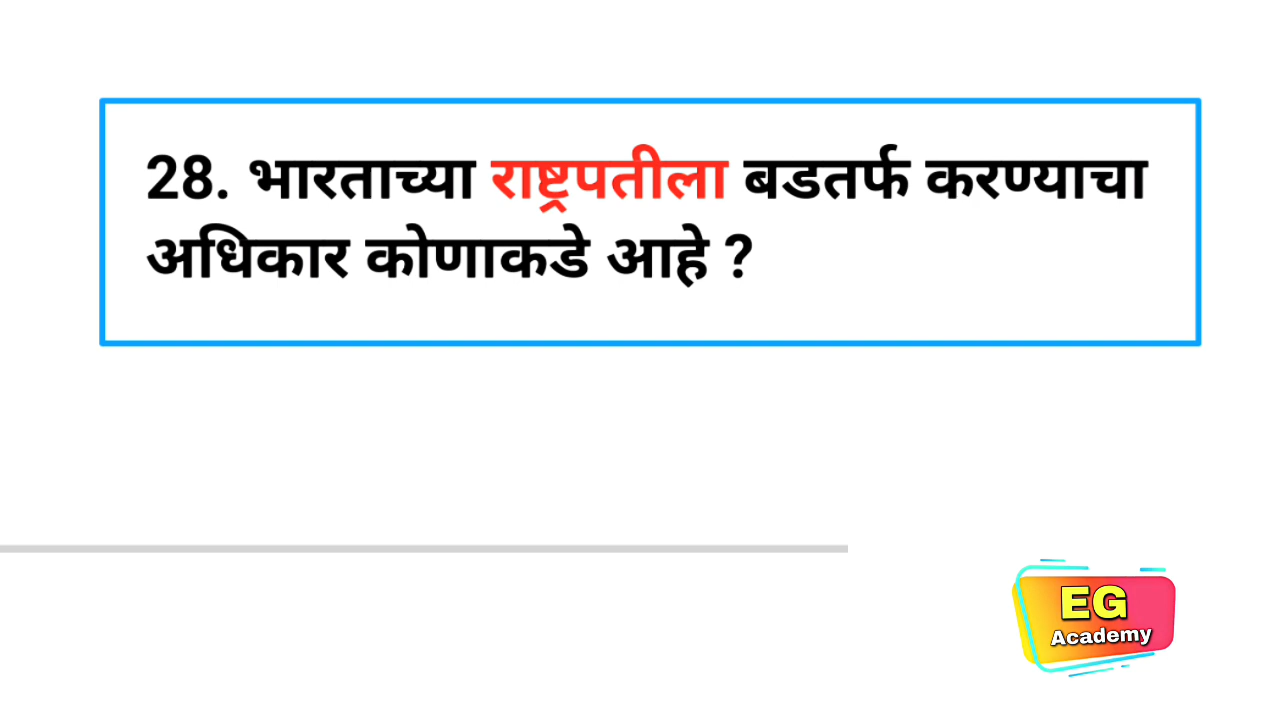 28. भारताच्या राष्ट्रपतीला बडतर्फ करण्याचा
अधिकार कोणाकडे आहे ?
EG
Academy